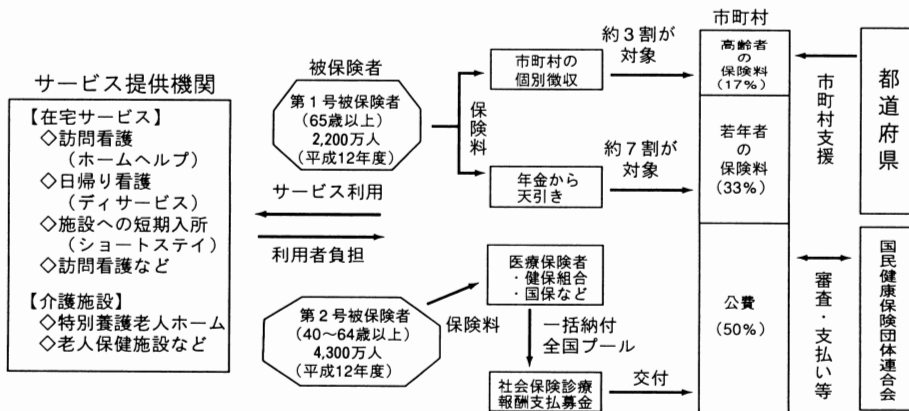 サービス提供機関
【在宅サービス】
◇訪問看護
(ホームヘルプ)
◇日帰り看護
(ディサービス)
◇施設への短期入所
(ショートステイ)
◇訪問看護など
【介護施設】
◇特別養護老人ホーム
◇老人保健施設など
被保険者
第1号被保険者
(65歳以上)
2,200万人
(平成12年度)
サービス利用
利用者負担
第2号被保険者
(40〜64歳以上)
4,300万人
(平成12年度)
保険料
市町村の
個別徴収
年金から
天引き
約3割が
対象
約7割が
対象
保険料
医療保険者
・健保組合
・国保など
一括納付
全国プール
社会保険診療
報酬支払募金
交付
市町村
高齢者
の
保険料
(17%)
若年者
の
保険料
(33%)
公費
(50%)
市町村支援
都道府県
審査・支払い等
国民健康保険団体連合会